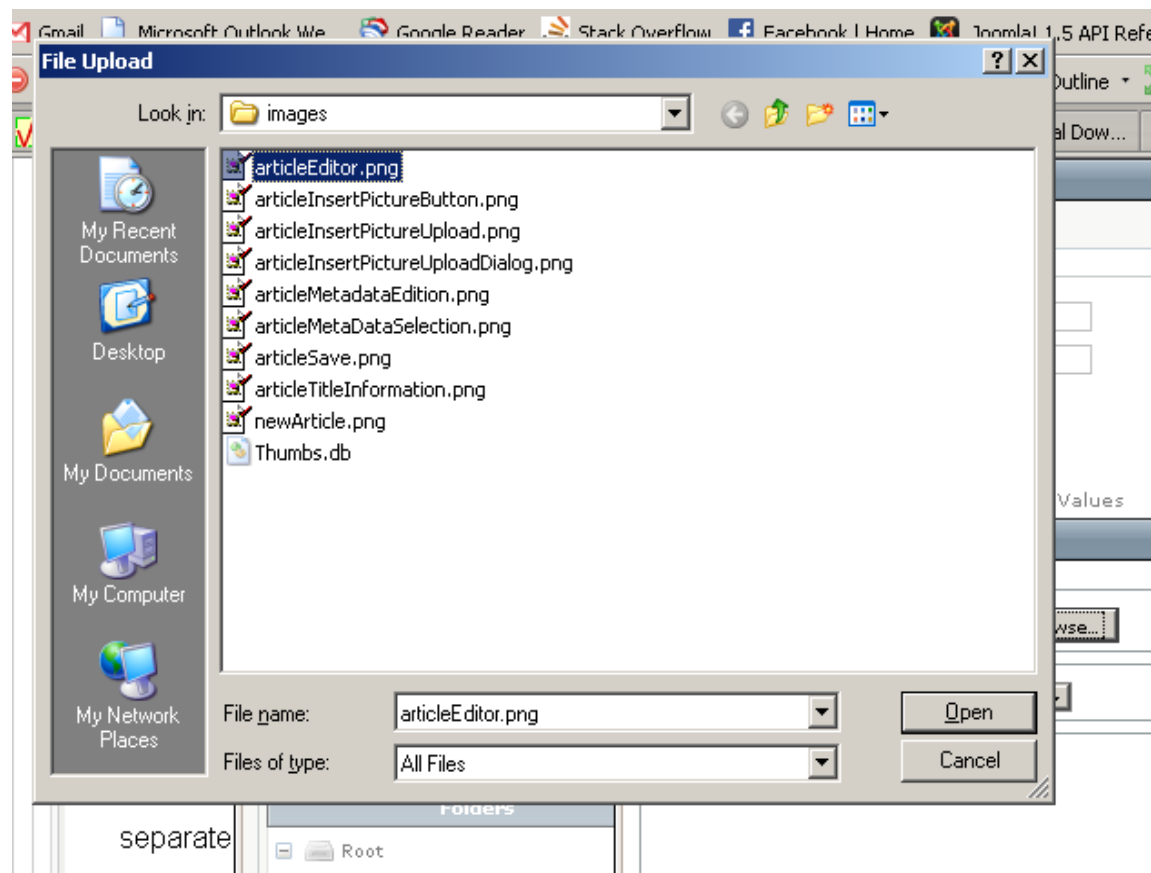 Gmail Microsoft Outlook We... Google Reader Stack Overflow Facebook | Home Joomla! 1.5 API Refe
File Upload
Outline
Look in: images
al Dow...
articleEditor.png
articleInsertPictureButton.png
articleInsertPictureUpload.png
articleInsertPictureUploadDialog.png
articleMetadataEdition.png
articleMetaDataSelection.png
articleSave.png
articleTitleInformation.png
newArticle.png
Thumbs.db
My Recent
Documents
Desktop
My Documents
My Computer
My Network
Places
Values
wse...
File name: articleEditor.png Open
Files of type: All Files Cancel
Folders
separate
Root